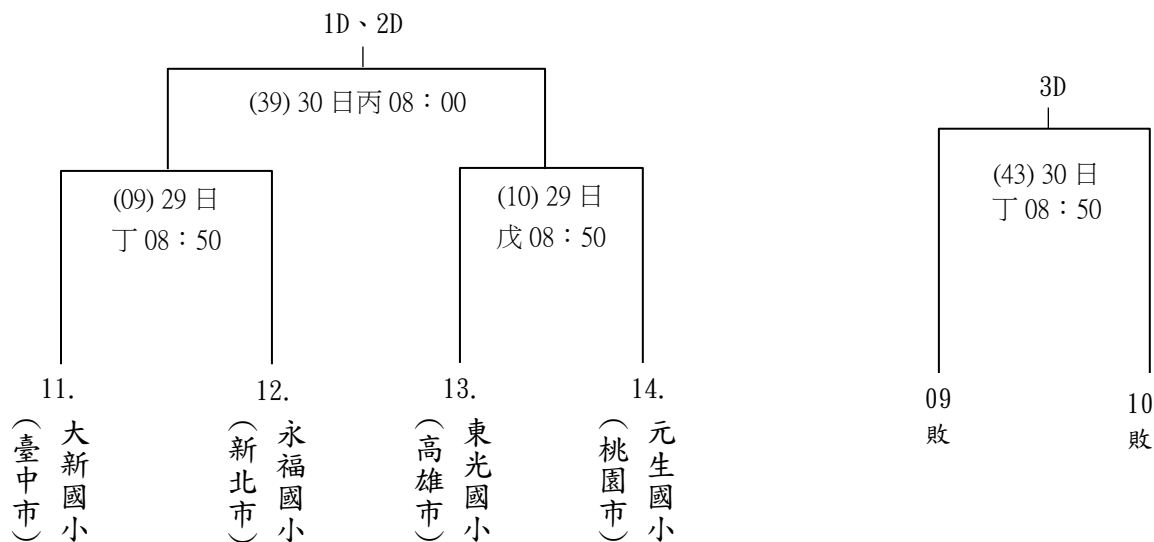 1D、2D
(39) 30 日丙 08：00
3D
(09) 29 日
丁 08：50
(10) 29 日
戊 08：50
(43) 30 日
丁 08：50
11.
大新國小
（臺中市）
12.
永福國小
（新北市）
13.
東光國小
（高雄市）
14.
元生國小
（桃園市）
09
敗
10
敗